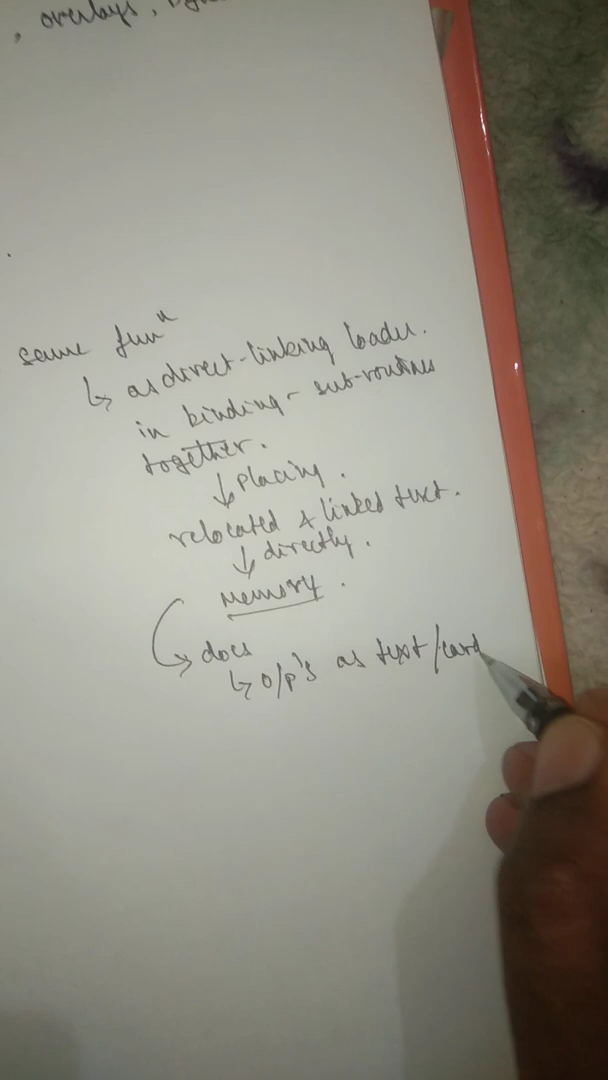 , overlays,
same funⁿ
↳ as direct-linking loader.
in binding - sub-routines
together.
↓ placing.
relocated & linked text.
↓ directly.
Memory.
↳ does
↳ o/p's as text/card